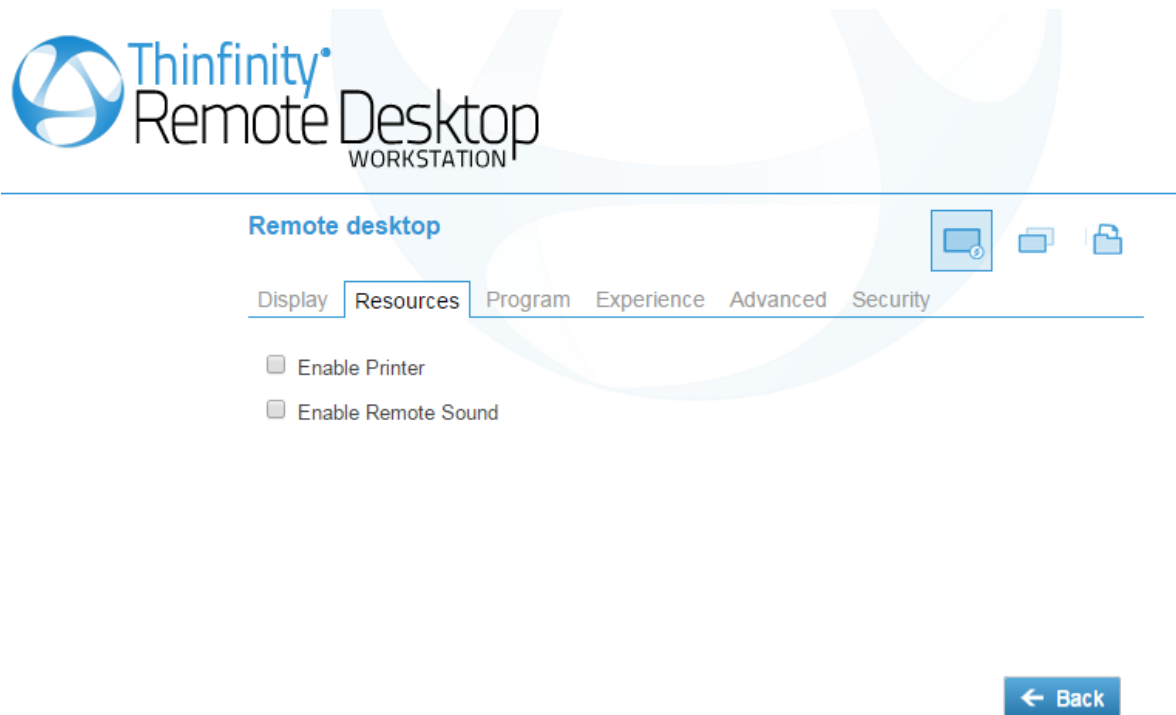 Thinfinity®
Remote Desktop
WORKSTATION
Remote desktop
Display Resources Program Experience Advanced Security
Enable Printer
Enable Remote Sound
Back